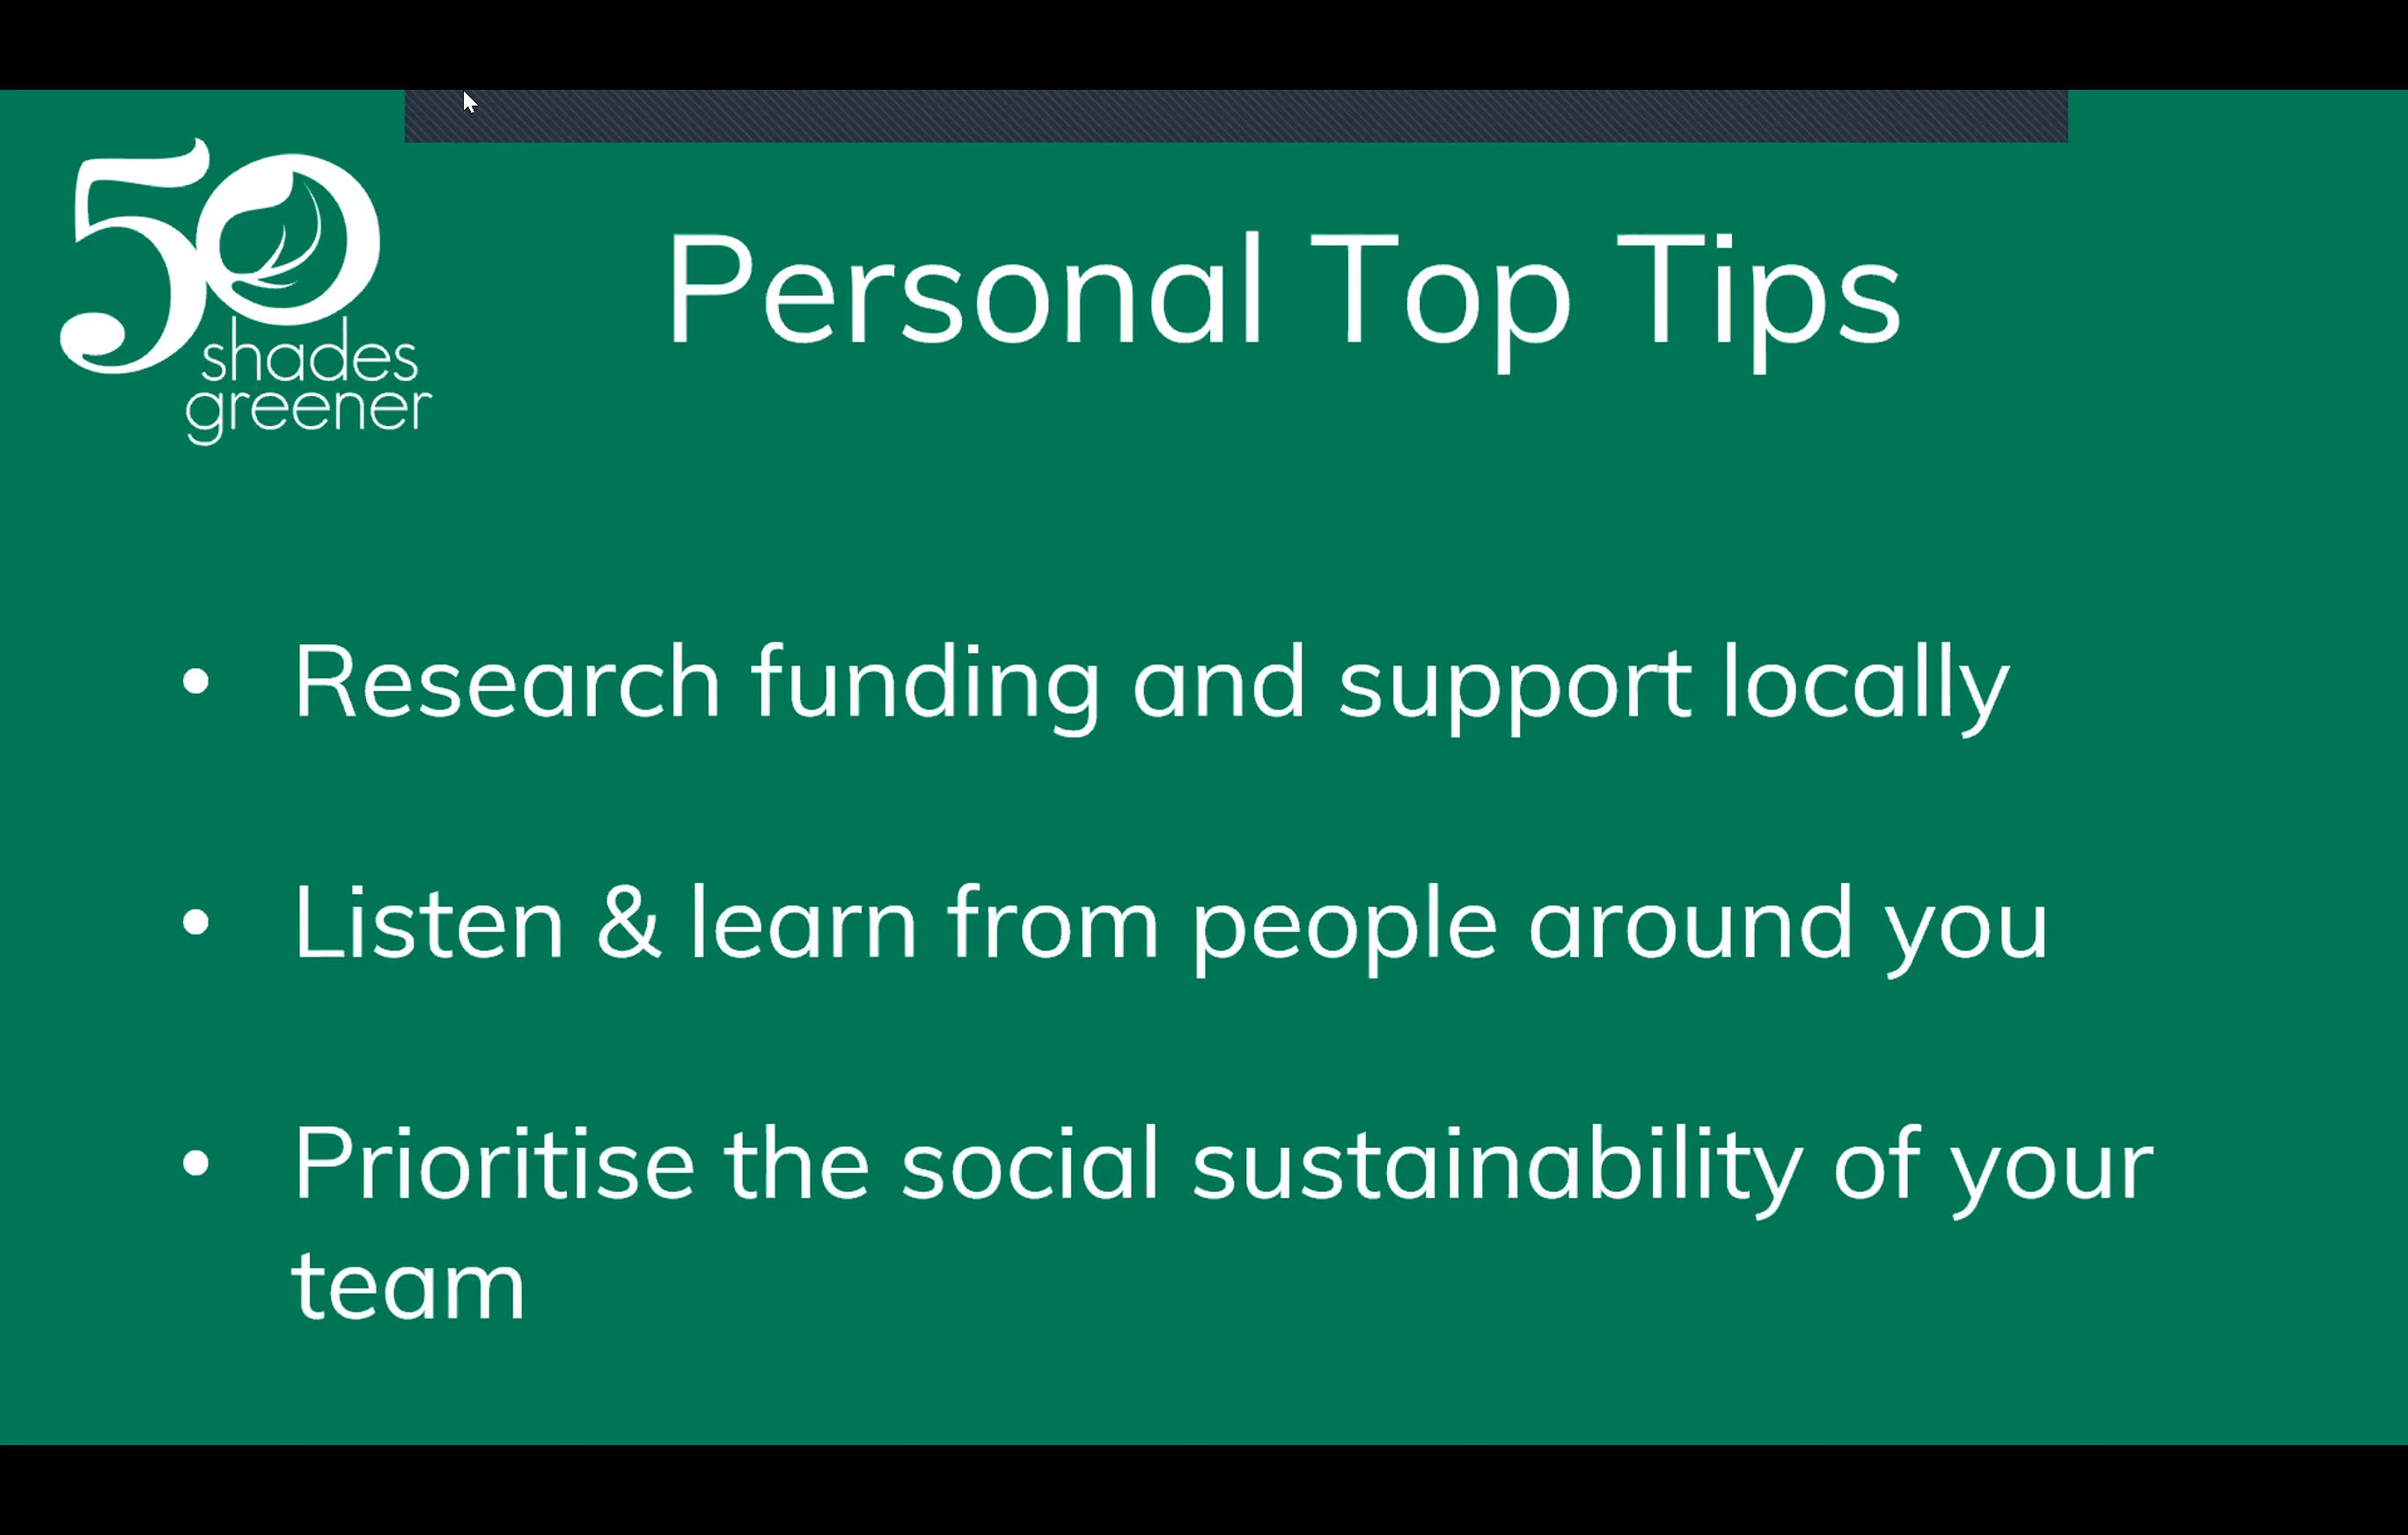 50
shades
greener
Personal Top Tips
• Research funding and support locally
• Listen & learn from people around you
• Prioritise the social sustainability of your
team